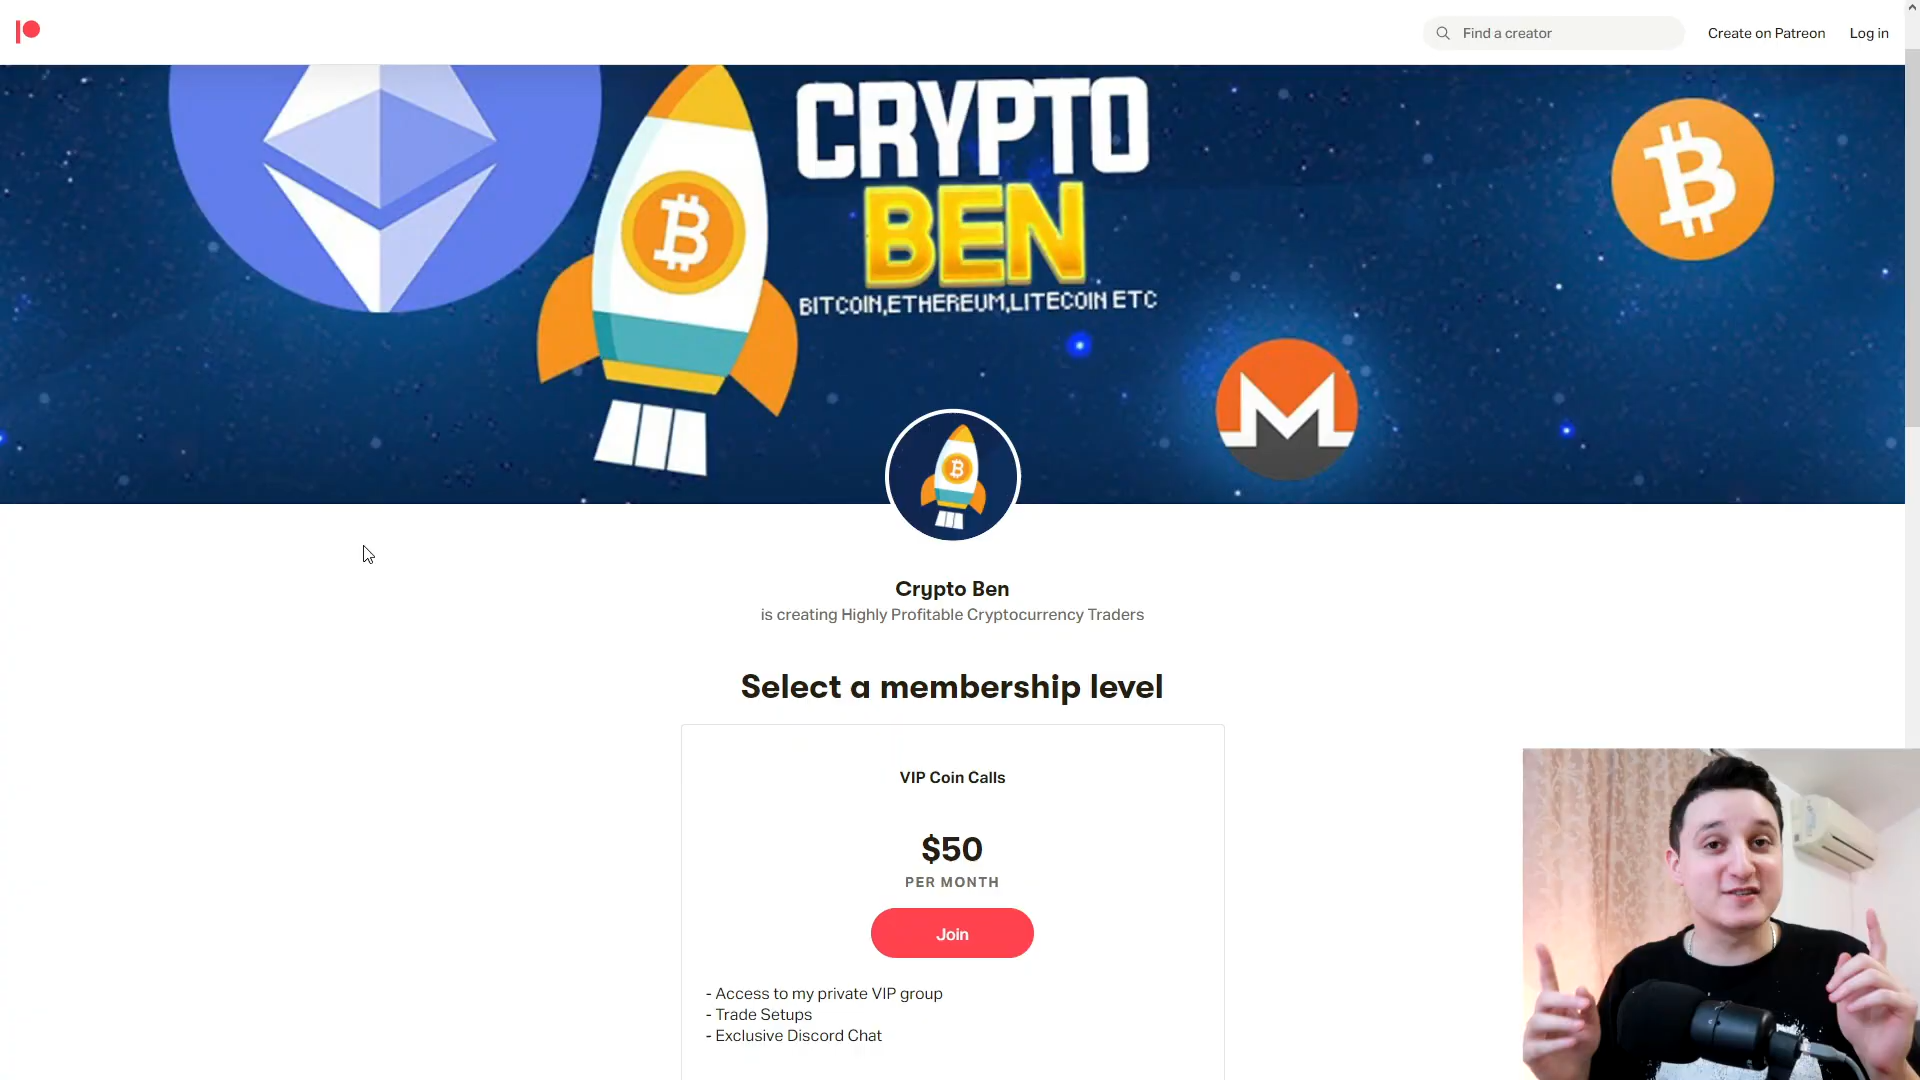 Find a creator
Create on Patreon
Log in
CRYPTO
BEN
BITCOIN,ETHEREUM,LITECOIN ETC
Crypto Ben
is creating Highly Profitable Cryptocurrency Traders
Select a membership level
VIP Coin Calls
$50
PER MONTH
Join
- Access to my private VIP group
- Trade Setups
- Exclusive Discord Chat